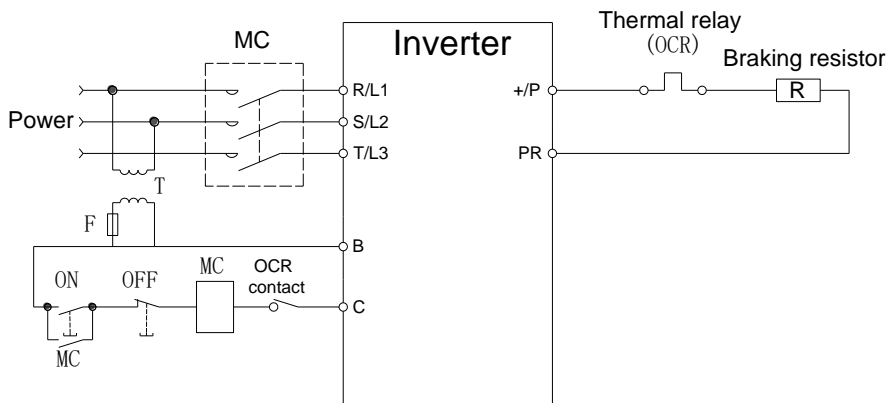 Thermal relay
(OCR)
MC
Inverter
Braking resistor
R/L1
+/P
R
Power
S/L2
T/L3
PR
T
F
B
ON
OFF
MC
OCR
contact
C
MC